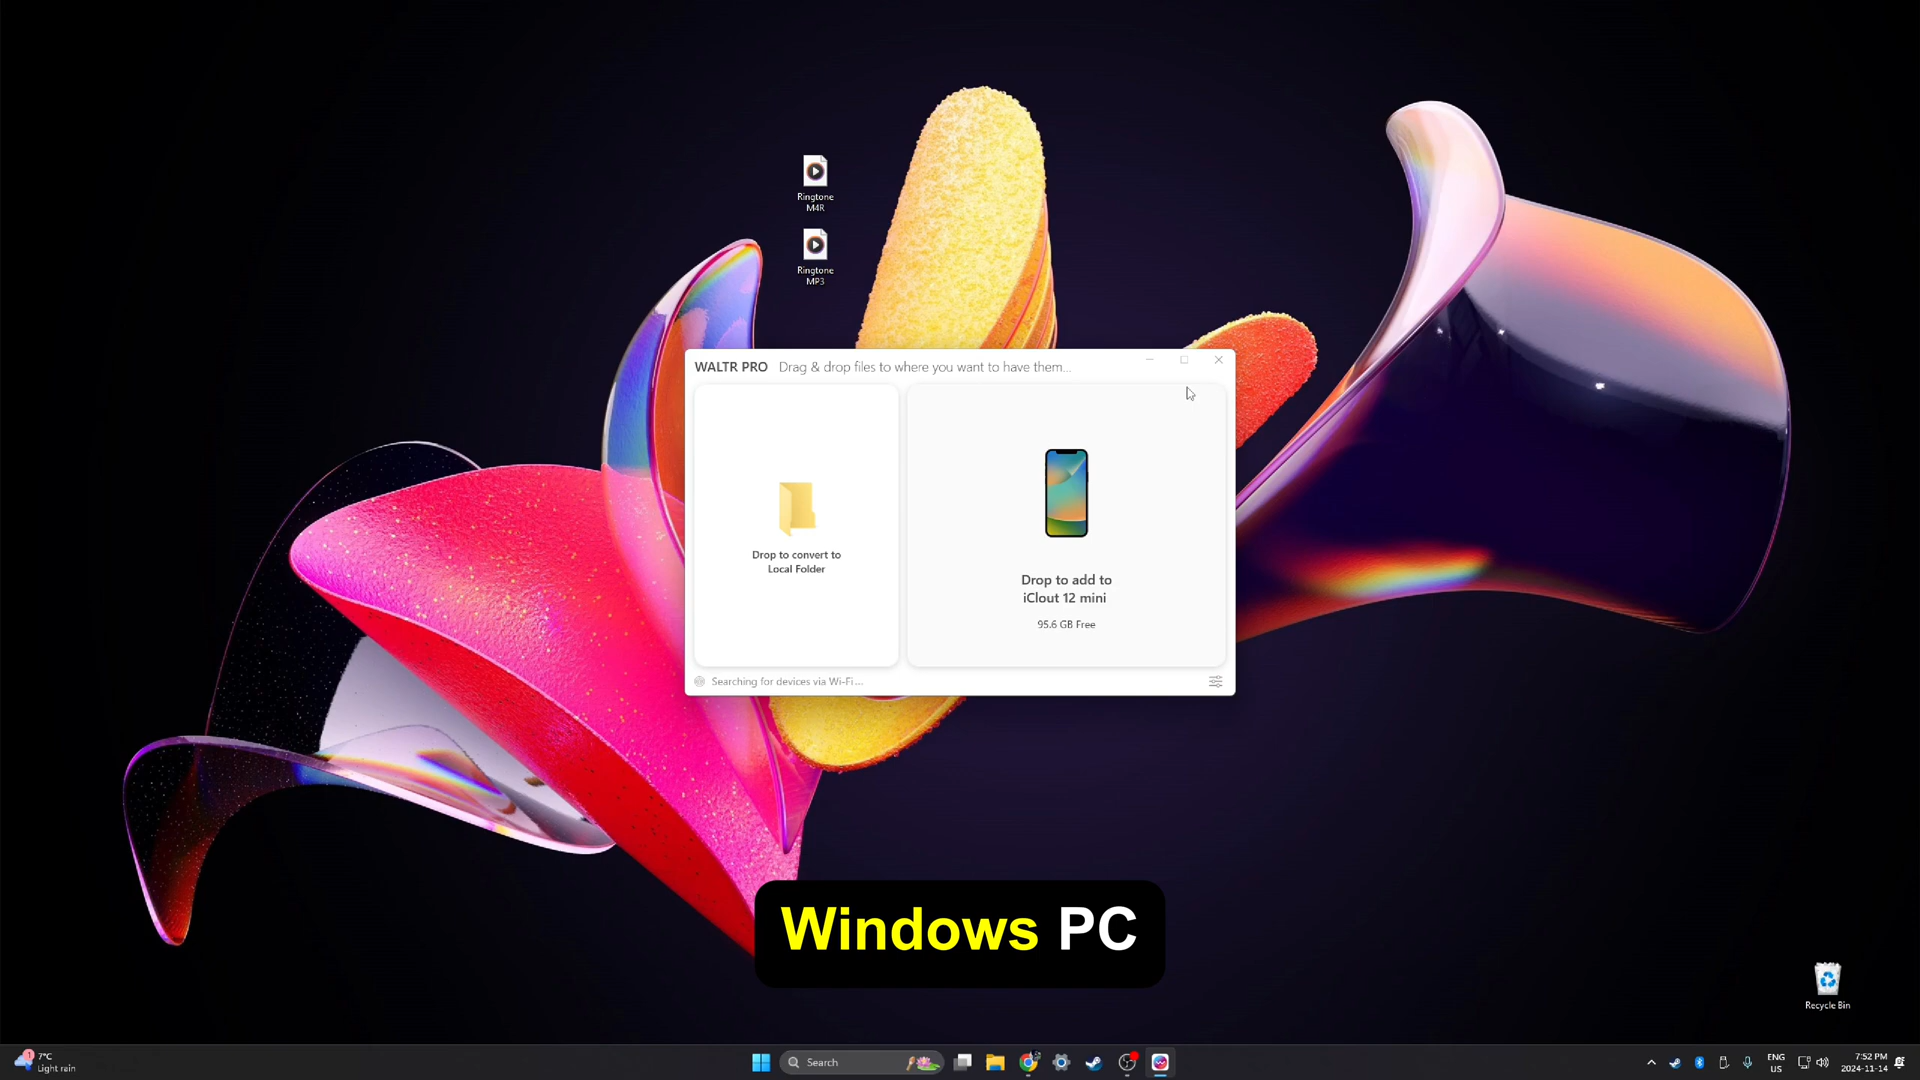 Ringtone
M4R
Ringtone
MP3
WALTR PRO Drag & drop files to where you want to have them...
Drop to convert to
Local Folder
Drop to add to
iClout 12 mini
95.6 GB Free
Searching for devices via Wi-Fi...
Windows PC
Recycle Bin
1
7°C
Light rain
Search
ENG
US
7:52 PM
2024-11-14